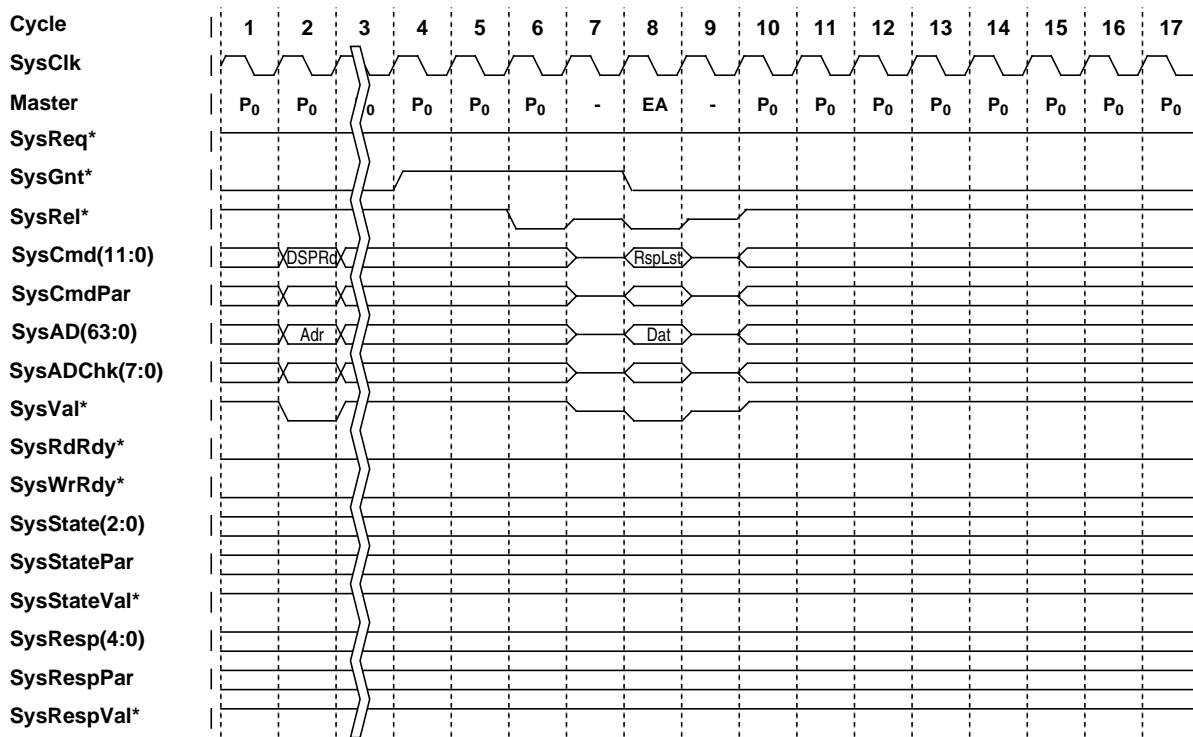 Cycle | 1 2 3 4 5 6 7 8 9 10 11 12 13 14 15 16 17
SysClk |
Master | P0 P0 0 P0 P0 P0 - EA - P0 P0 P0 P0 P0 P0 P0 P0
SysReq* |
SysGnt* |
SysRel* |
SysCmd(11:0) | DSPRd RspLst
SysCmdPar |
SysAD(63:0) | Adr Dat
SysADChk(7:0) |
SysVal* |
SysRdRdy* |
SysWrRdy* |
SysState(2:0) |
SysStatePar |
SysStateVal* |
SysResp(4:0) |
SysRespPar |
SysRespVal* |